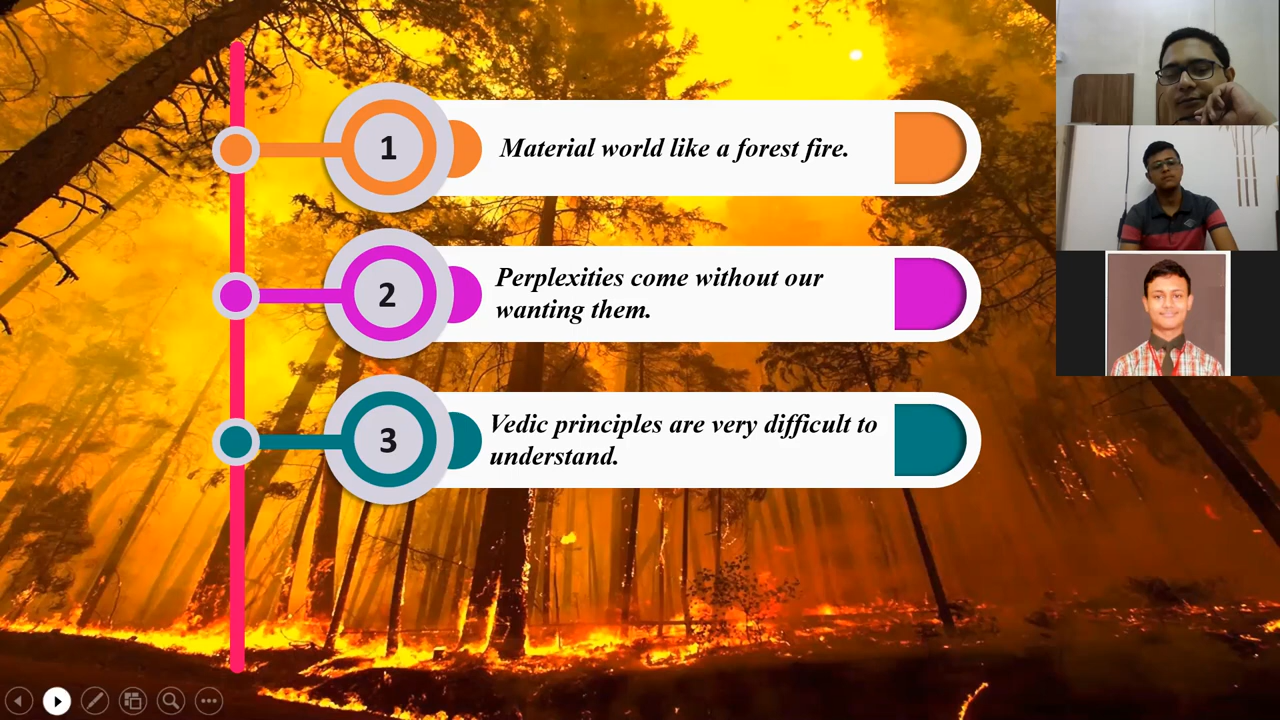 1
Material world like a forest fire.
2
Perplexities come without our
wanting them.
3
Vedic principles are very difficult to
understand.